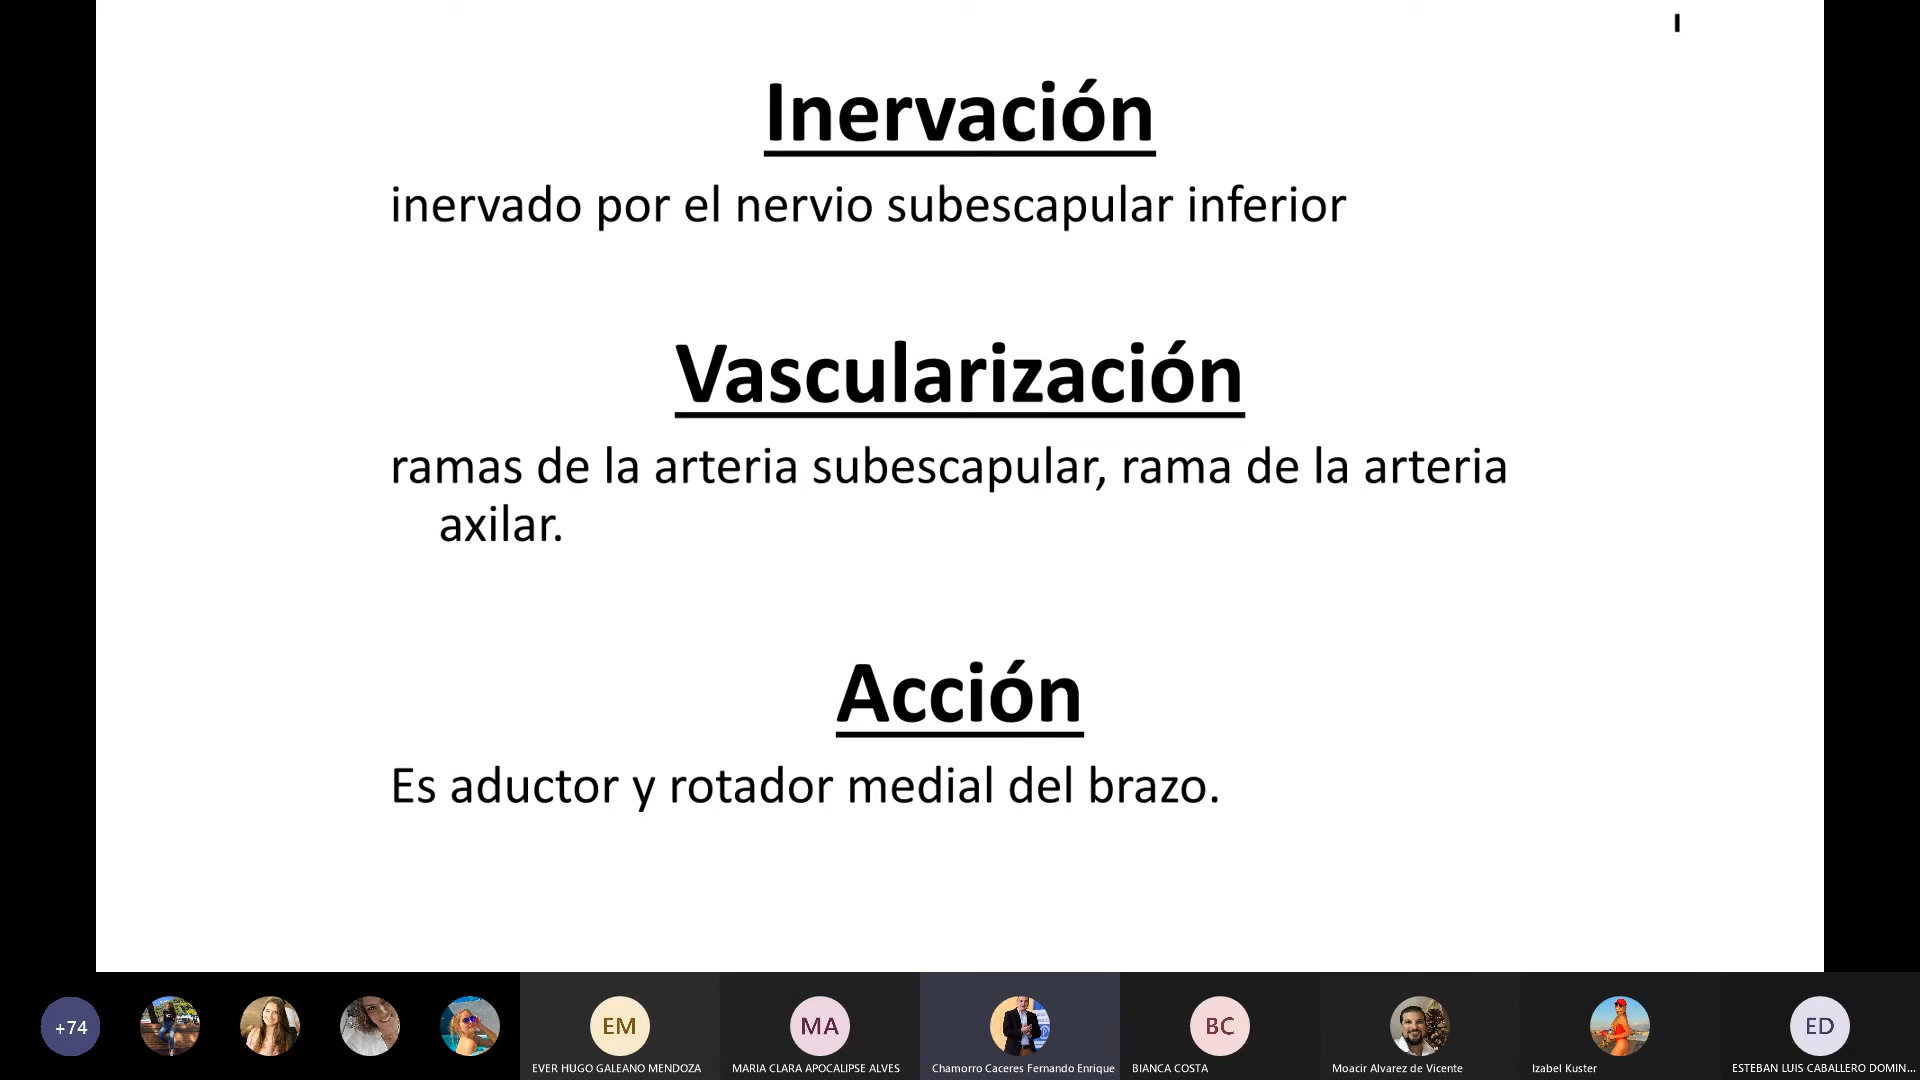 Inervación
inervado por el nervio subescapular inferior
Vascularización
ramas de la arteria subescapular, rama de la arteria
axilar.
Acción
Es aductor y rotador medial del brazo.
+74
EM
MA
BC
ED
EVER HUGO GALEANO MENDOZA
MARIA CLARA APOCALIPSE ALVES
Chamorro Caceres Fernando Enrique
BIANCA COSTA
Moacir Alvarez de Vicente
Izabel Kuster
ESTEBAN LUIS CABALLERO DOMIN...